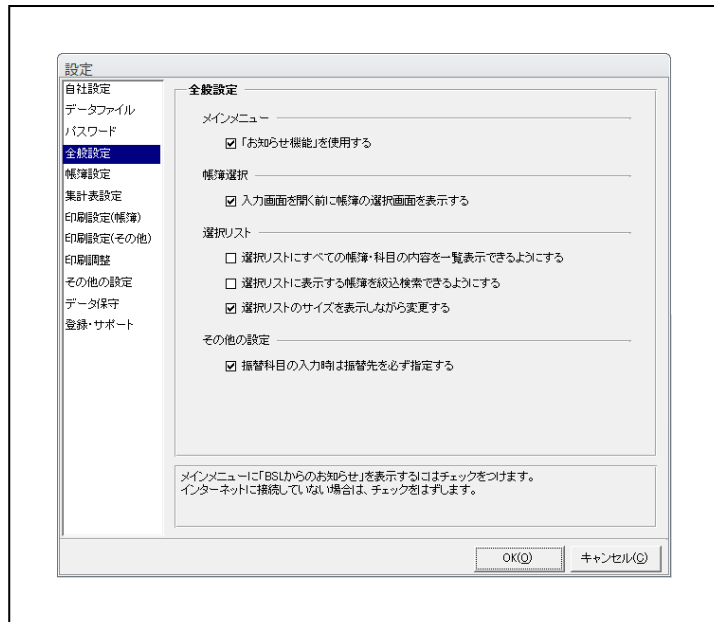 設定
自社設定
データファイル
パスワード
全般設定
帳簿設定
集計表設定
印刷設定(帳簿)
印刷設定(その他)
印刷調整
その他の設定
データ保守
登録・サポート
全般設定
メインメニュー
「お知らせ機能」を使用する
帳簿選択
入力画面を開く前に帳簿の選択画面を表示する
選択リスト
選択リストにすべての帳簿・科目の内容を一覧表示できるようにする
選択リストに表示する帳簿を絞込検索できるようにする
選択リストのサイズを表示しながら変更する
その他の設定
振替科目の入力時は振替先を必ず指定する
メインメニューに「BSLからのお知らせ」を表示するにはチェックをつけます。
インターネットに接続していない場合は、チェックをはずします。
OK(O)
キャンセル(C)